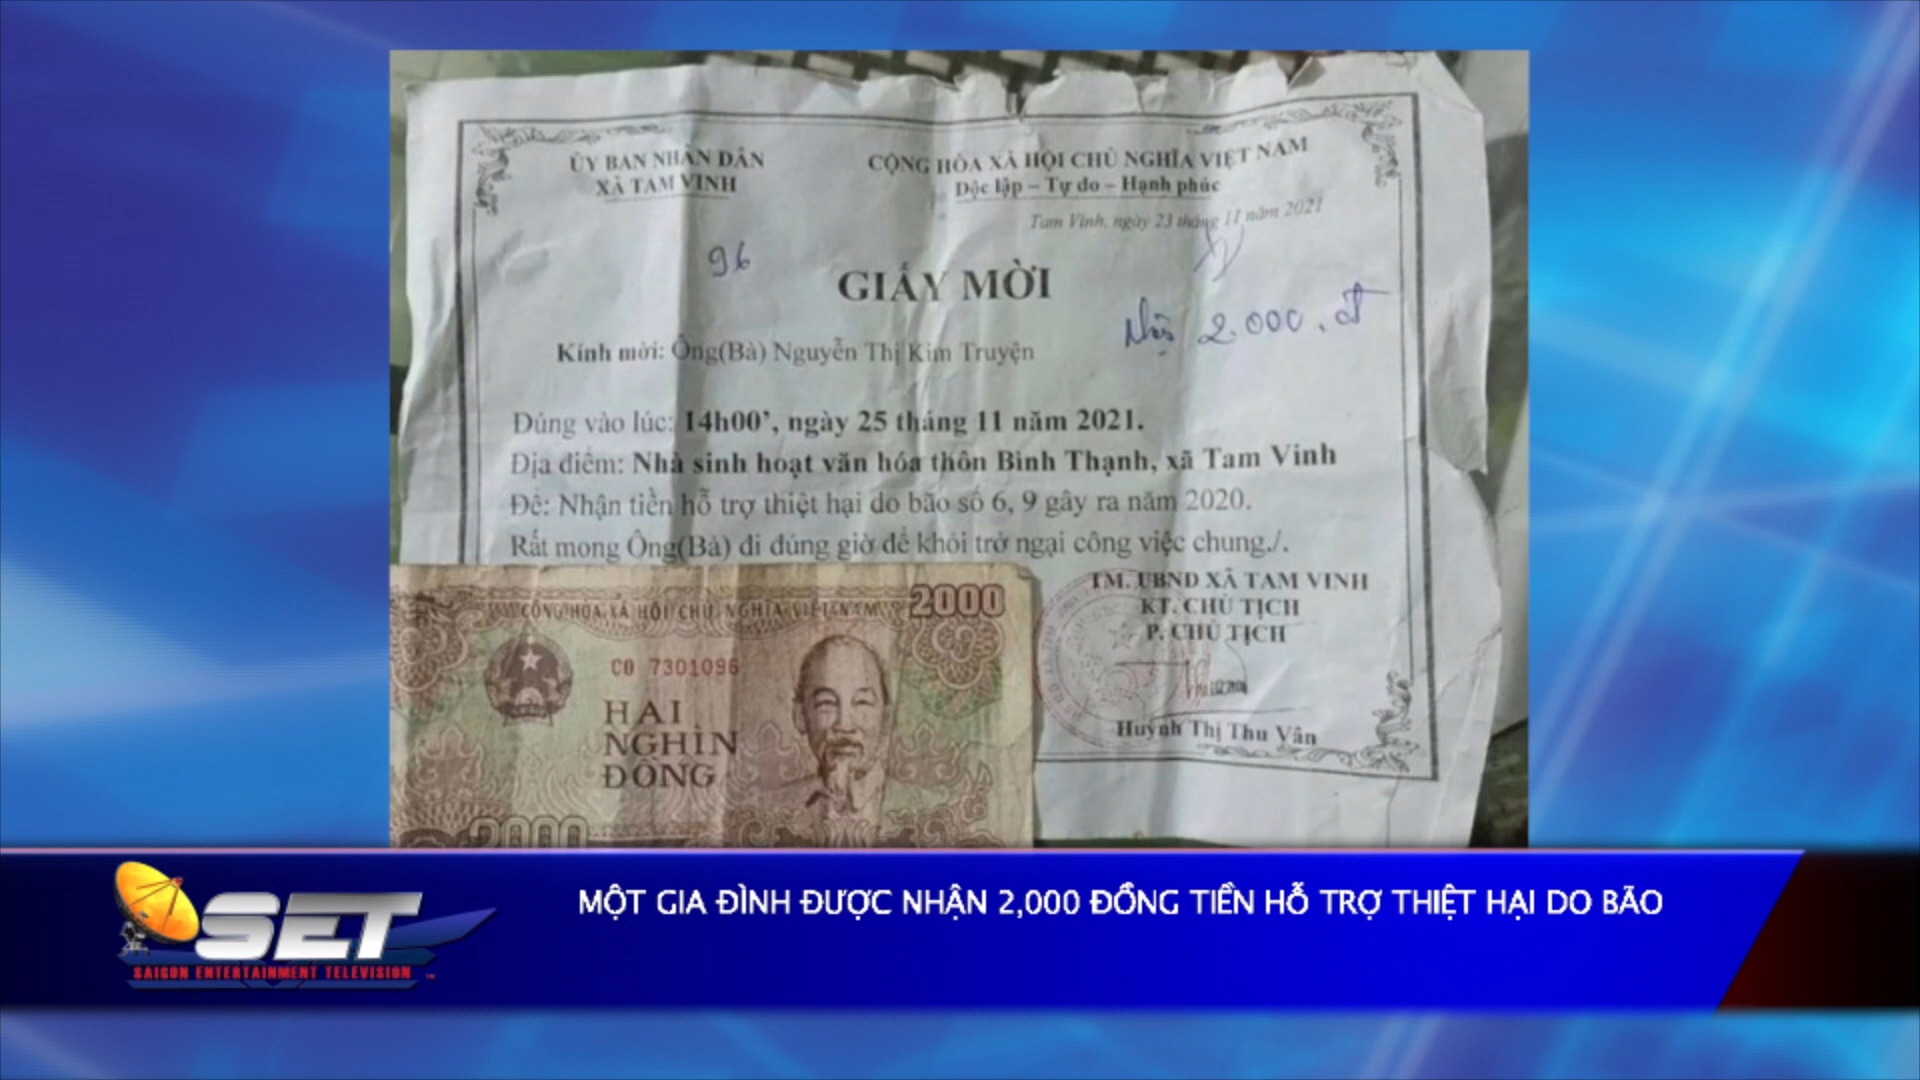 ỦY BAN NHÂN DÂN
XÃ TAM VINH
CỘNG HÒA XÃ HỘI CHỦ NGHĨA VIỆT NAM
Độc lập – Tự do – Hạnh phúc
Tam Vinh, ngày 23 tháng 11 năm 2021
96
GIẤY MỜI
2.000.đ
Kính mời: Ông(Bà) Nguyễn Thị Kim Truyện
Đúng vào lúc: 14h00’, ngày 25 tháng 11 năm 2021.
Địa điểm: Nhà sinh hoạt văn hóa thôn Bình Thạnh, xã Tam Vinh
Để: Nhận tiền hỗ trợ thiệt hại do bão số 6, 9 gây ra năm 2020.
Rất mong Ông(Bà) đi đúng giờ để khỏi trở ngại công việc chung./.
TM. UBND XÃ TAM VINH
KT. CHỦ TỊCH
P. CHỦ TỊCH
Huỳnh Thị Thu Vân
CỘNG HÒA XÃ HỘI CHỦ NGHĨA VIỆT NAM
2000
CO 7301096
HAI
NGHÌN
ĐỒNG
2000
SET
SAIGON ENTERTAINMENT TELEVISION
MỘT GIA ĐÌNH ĐƯỢC NHẬN 2,000 ĐỒNG TIỀN HỖ TRỢ THIỆT HẠI DO BÃO